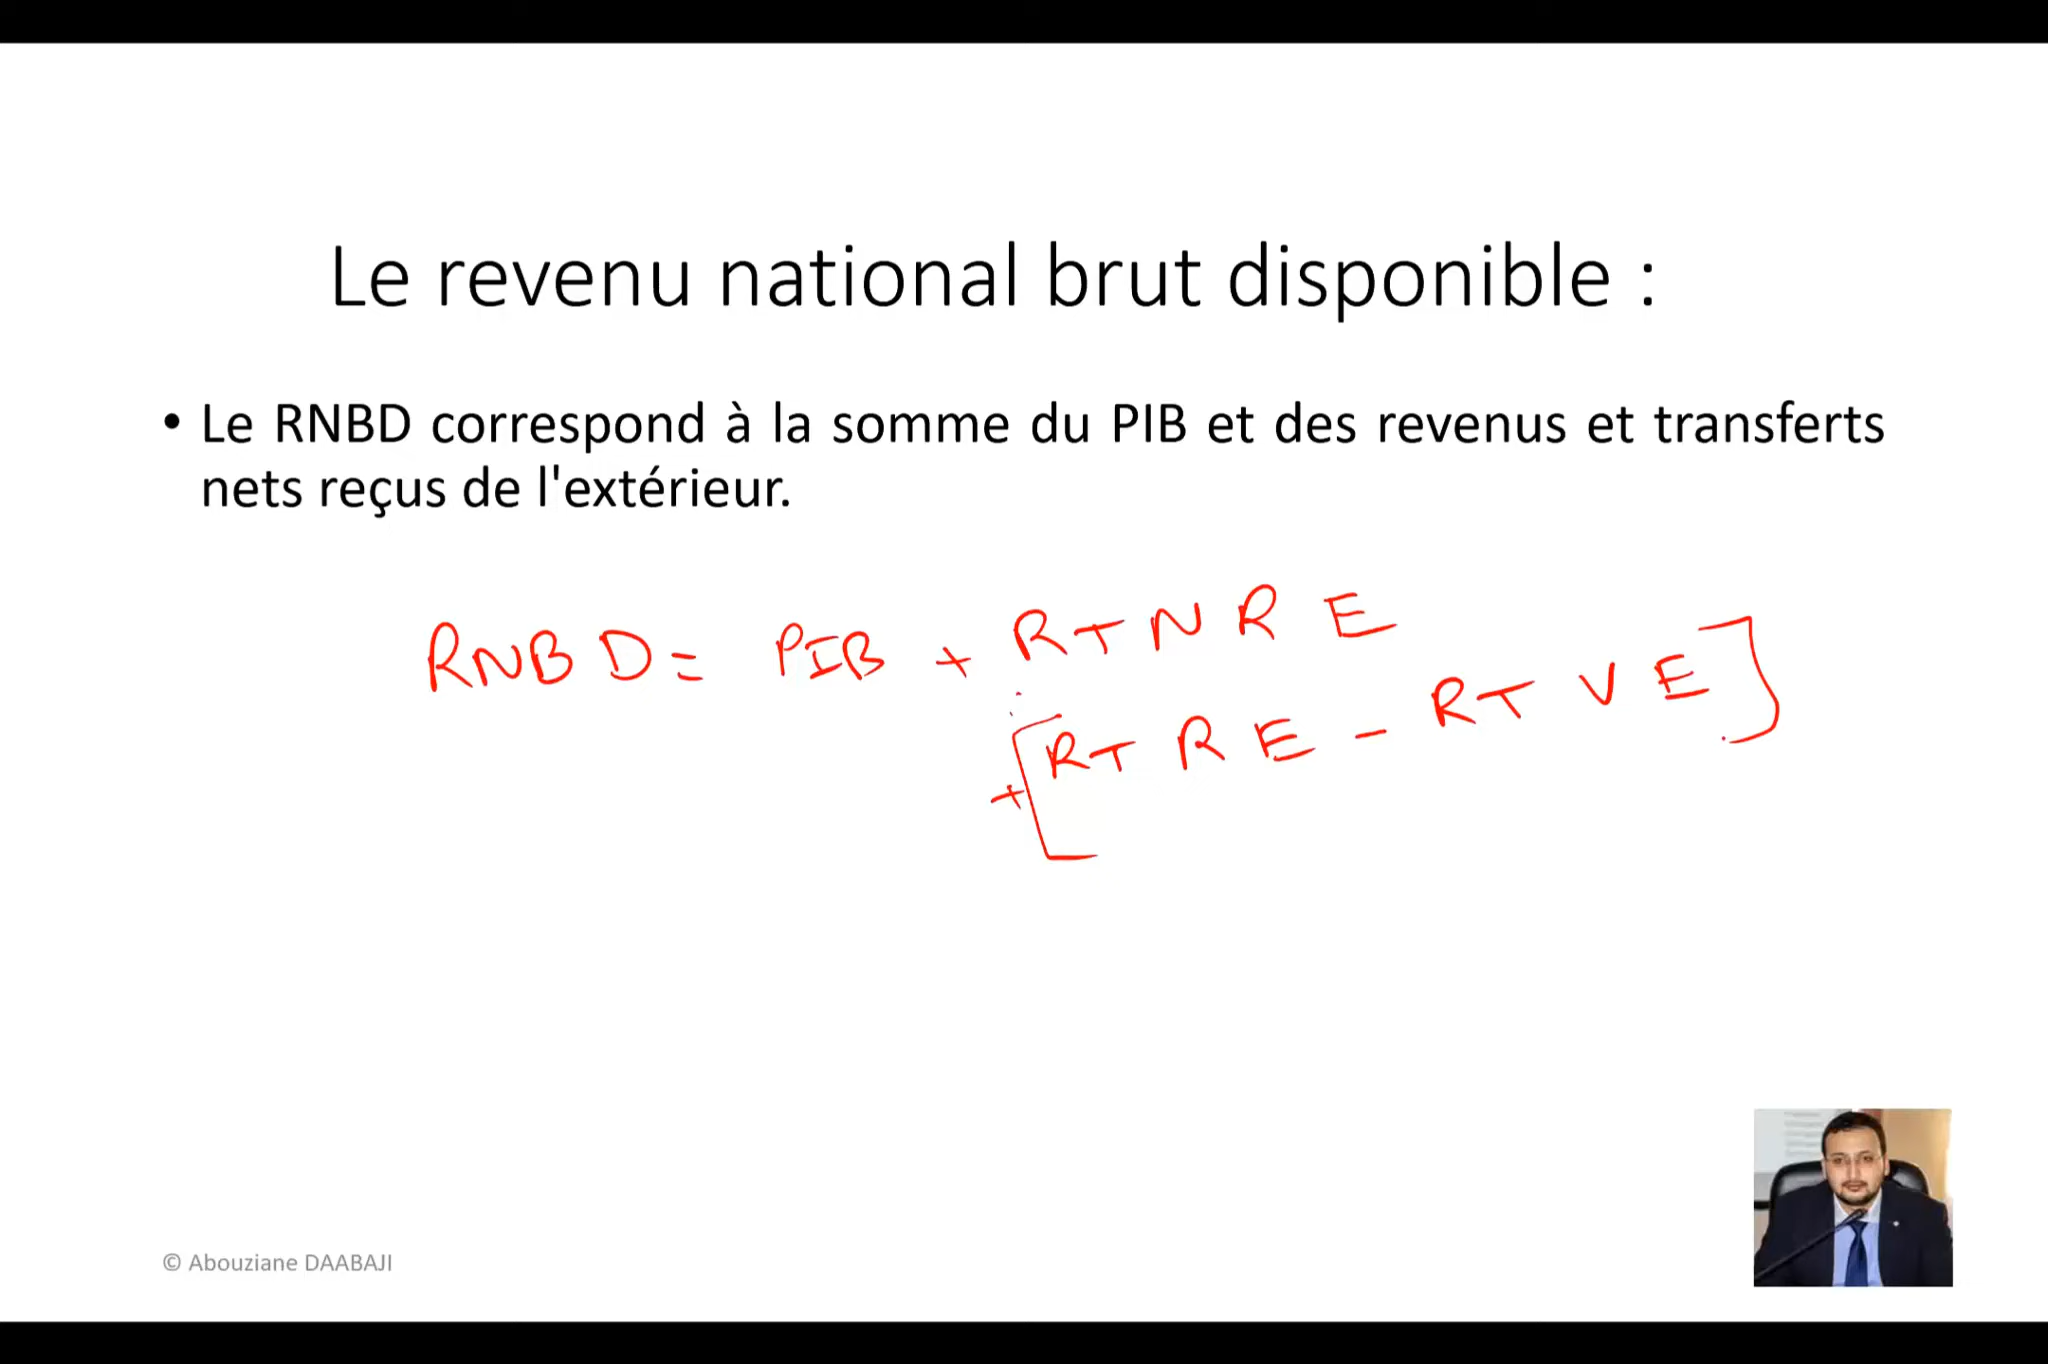 Le revenu national brut disponible :
• Le RNBD correspond à la somme du PIB et des revenus et transferts
nets reçus de l'extérieur.
RNBD = PIB + RTNRE
+ [RTRE - RTVE]
© Abouziane DAABAJI